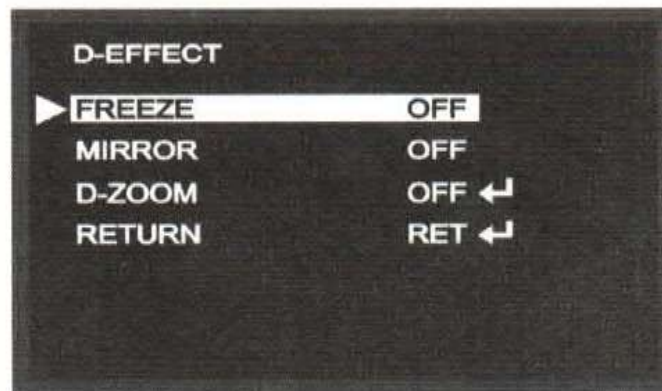 D-EFFECT
FREEZE OFF
MIRROR OFF
D-ZOOM OFF ↵
RETURN RET ↵